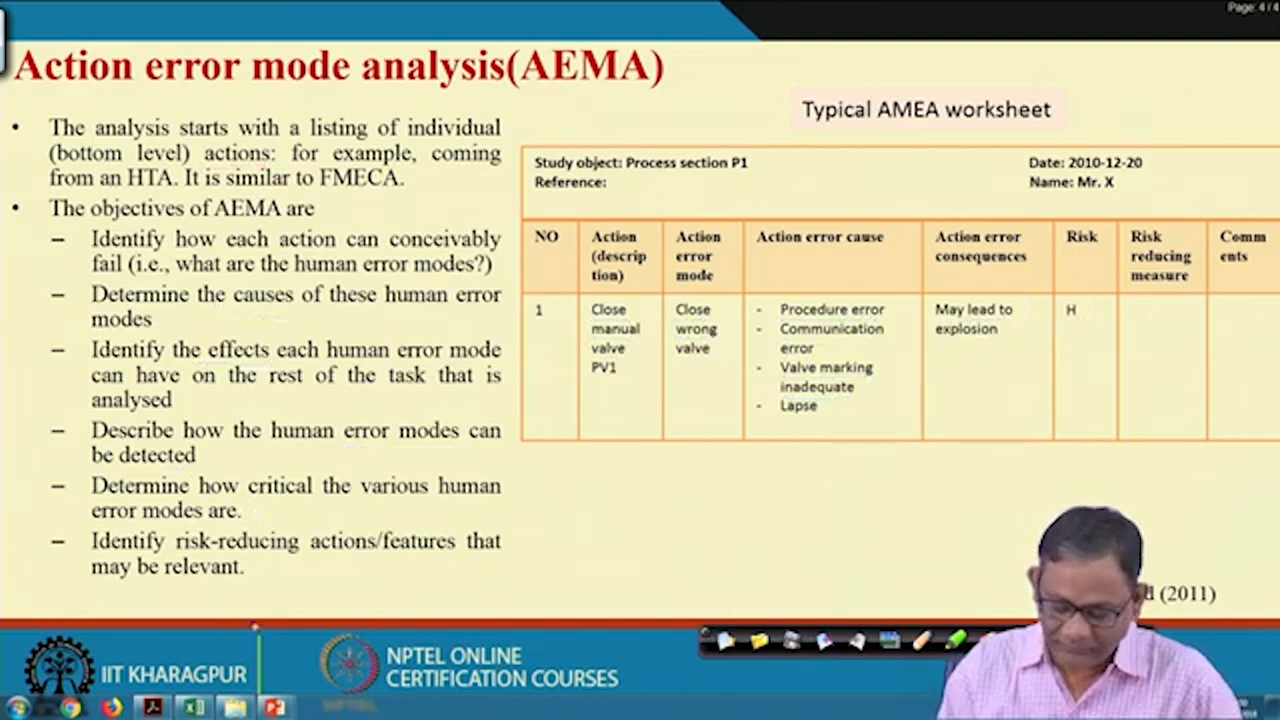 Page: 4 / 4
Action error mode analysis(AEMA)
• The analysis starts with a listing of individual
(bottom level) actions: for example, coming
from an HTA. It is similar to FMECA.
• The objectives of AEMA are
– Identify how each action can conceivably
fail (i.e., what are the human error modes?)
– Determine the causes of these human error
modes
– Identify the effects each human error mode
can have on the rest of the task that is
analysed
– Describe how the human error modes can
be detected
– Determine how critical the various human
error modes are.
– Identify risk-reducing actions/features that
may be relevant.
Typical AMEA worksheet
Study object: Process section P1
Date: 2010-12-20
Reference:
Name: Mr. X
NO
Action
(descrip
tion)
Action
error
mode
Action error cause
Action error
consequences
Risk
Risk
reducing
measure
Comm
ents
1
Close
manual
valve
PV1
Close
wrong
valve
- Procedure error
- Communication
error
- Valve marking
inadequate
- Lapse
May lead to
explosion
H
(2011)
IIT KHARAGPUR
NPTEL ONLINE
CERTIFICATION COURSES
NPTEL